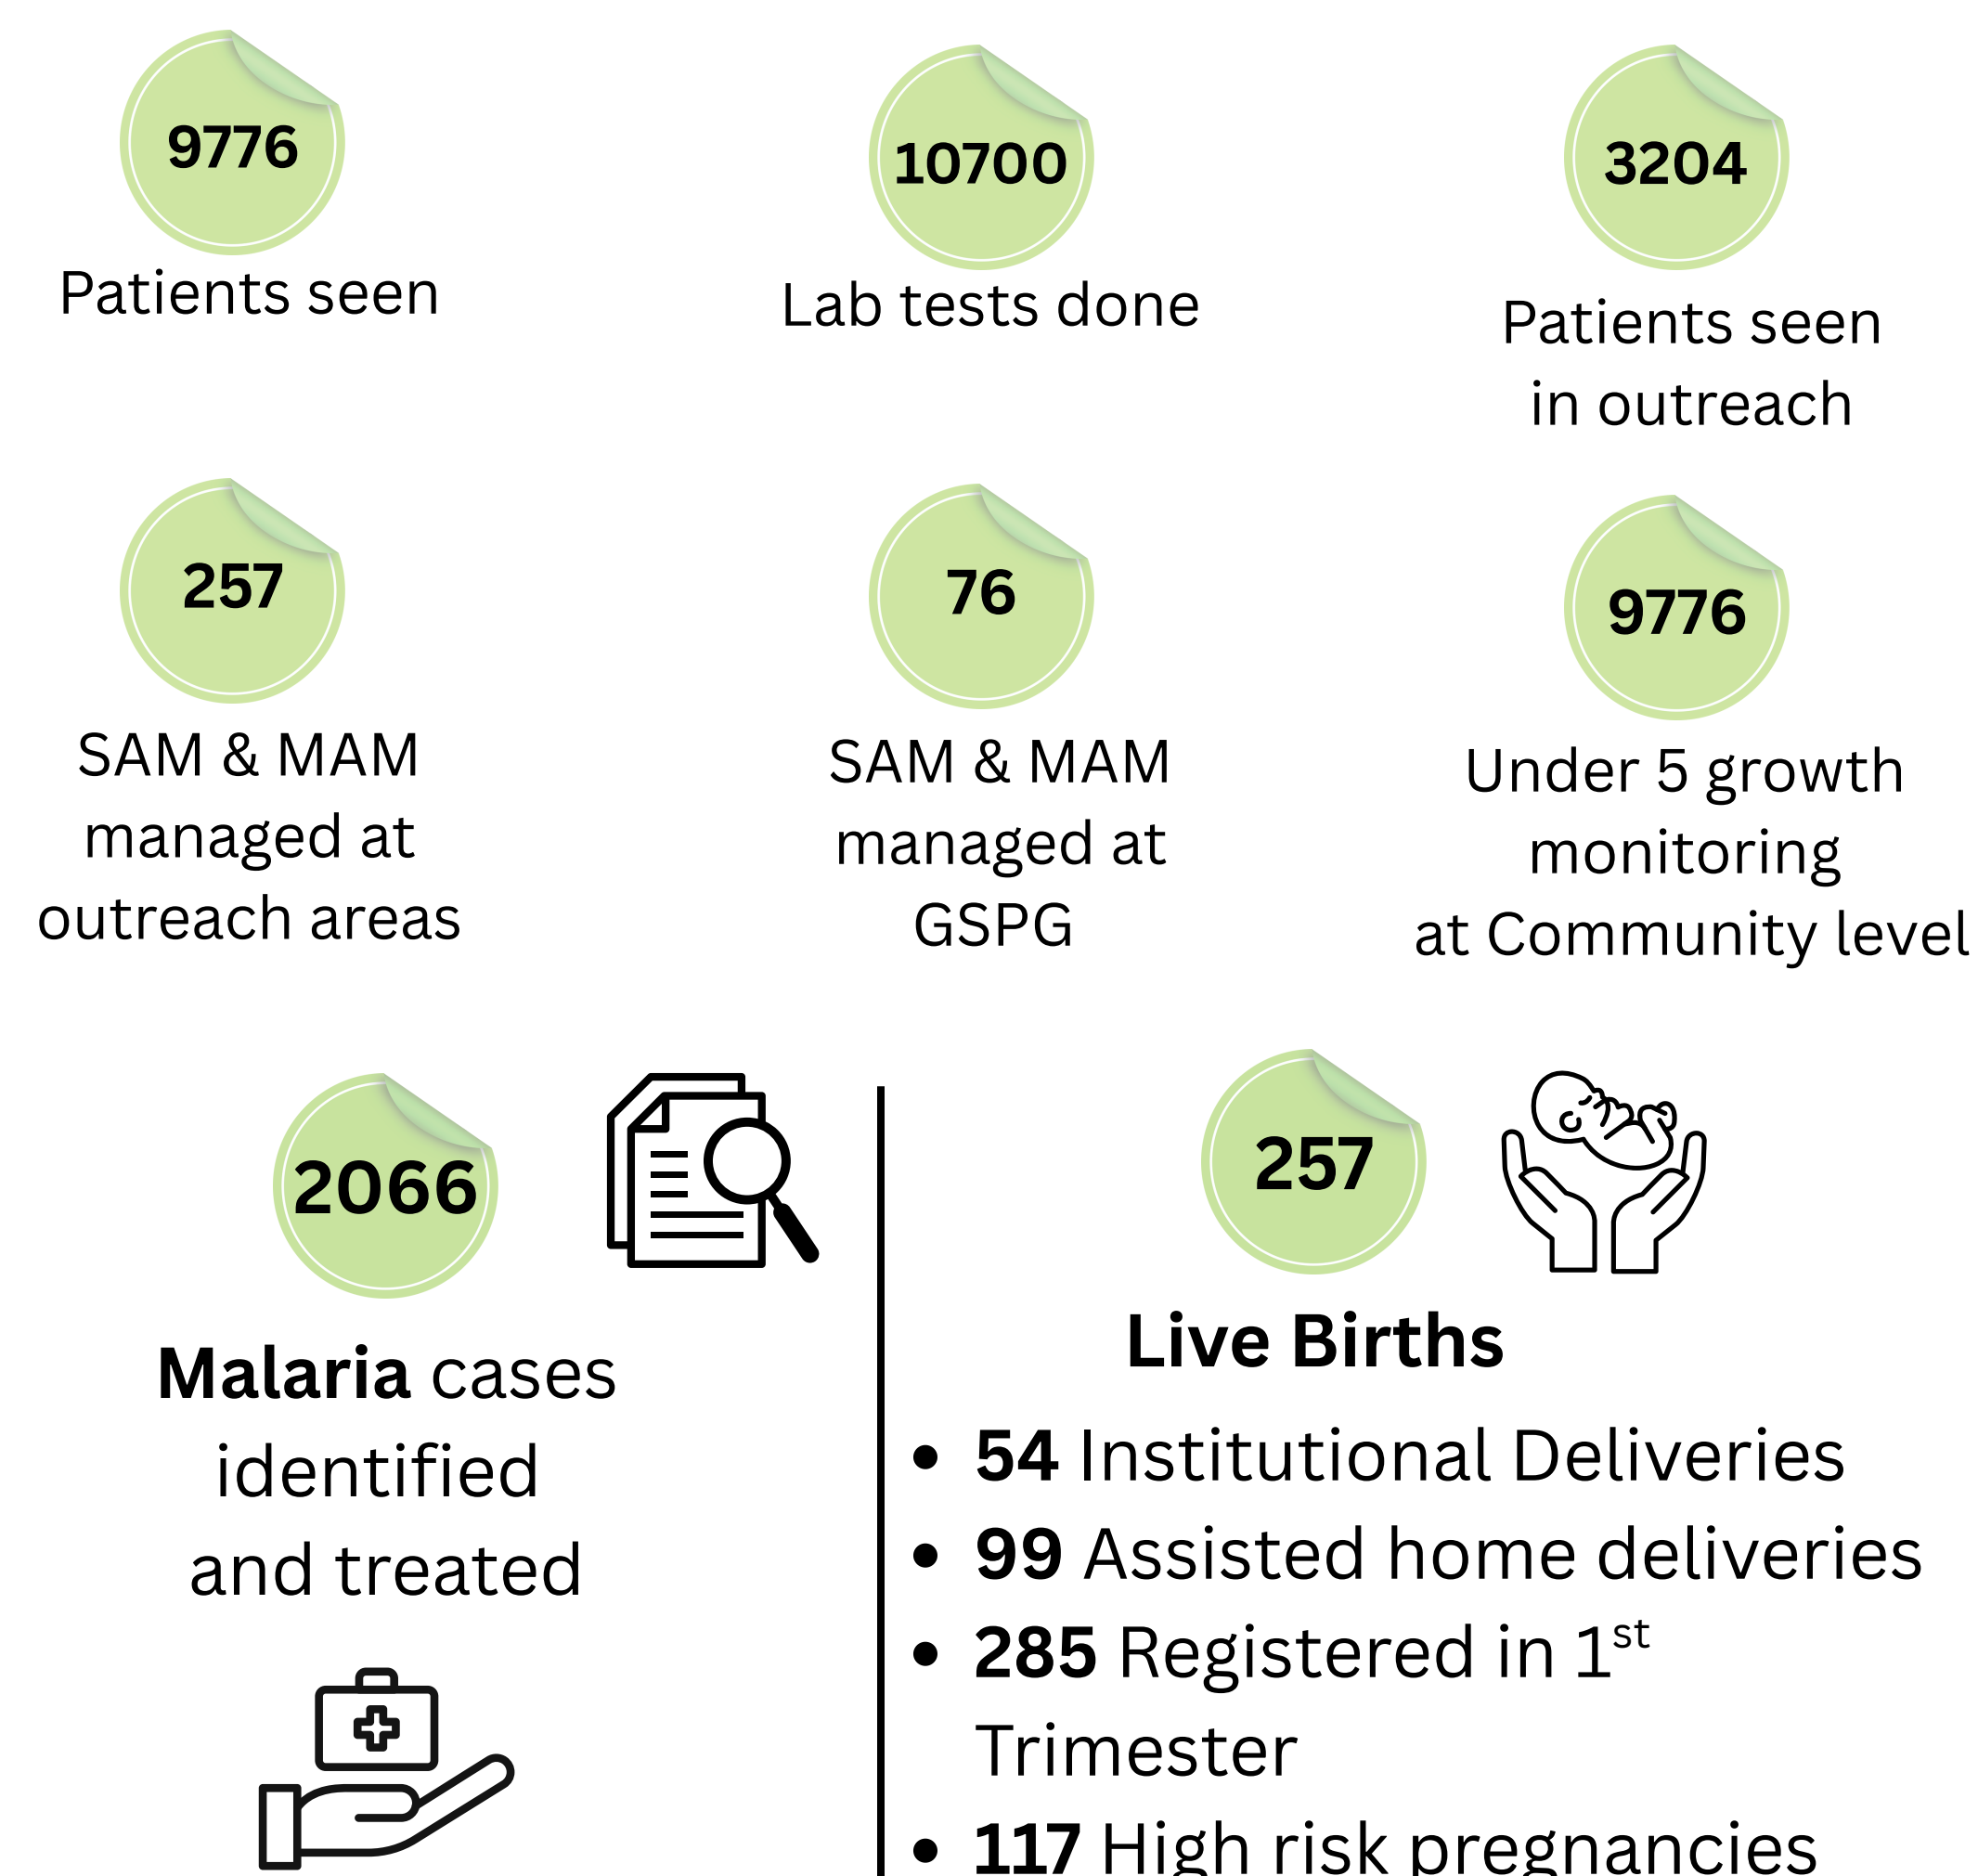 9776
Patients seen
10700
Lab tests done
3204
Patients seen
in outreach
257
SAM & MAM
managed at
outreach areas
76
SAM & MAM
managed at
GSPG
9776
Under 5 growth
monitoring
at Community level
2066
Malaria cases
identified
and treated
257
Live Births
• 54 Institutional Deliveries
• 99 Assisted home deliveries
• 285 Registered in 1st
Trimester
• 117 High risk pregnancies